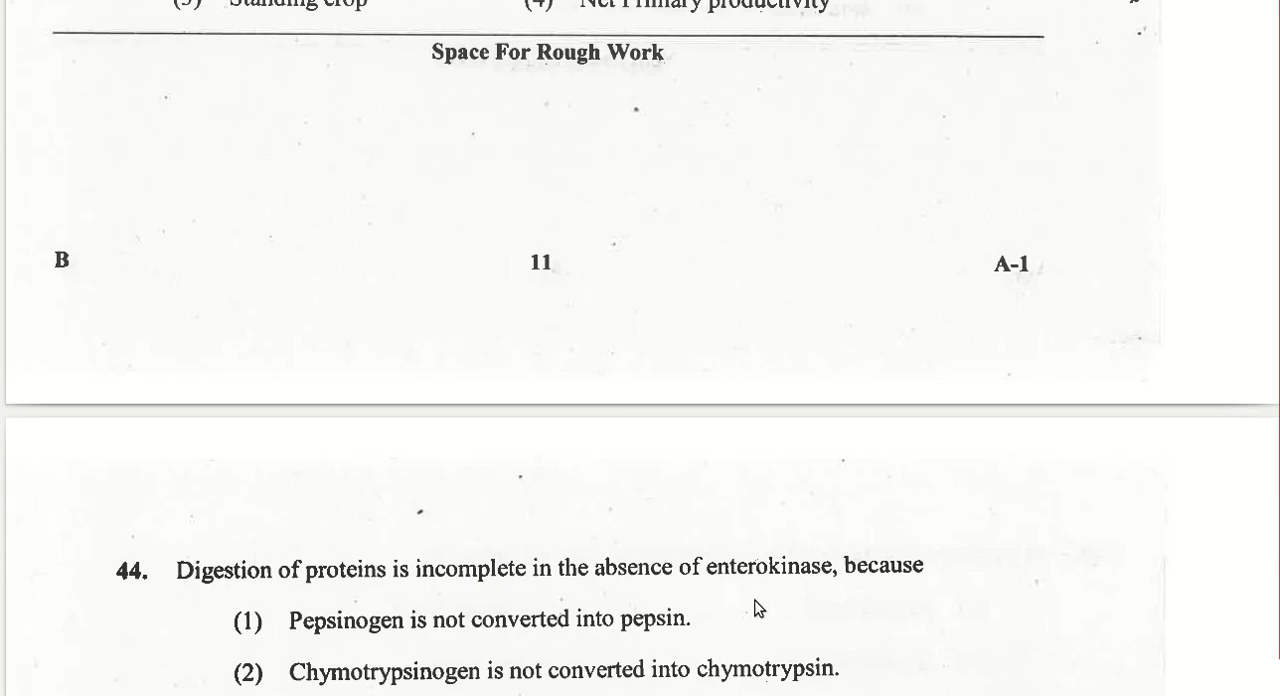 (3) Standing crop (4) Net Primary productivity
Space For Rough Work
B 11 A-1
44. Digestion of proteins is incomplete in the absence of enterokinase, because
(1) Pepsinogen is not converted into pepsin.
(2) Chymotrypsinogen is not converted into chymotrypsin.